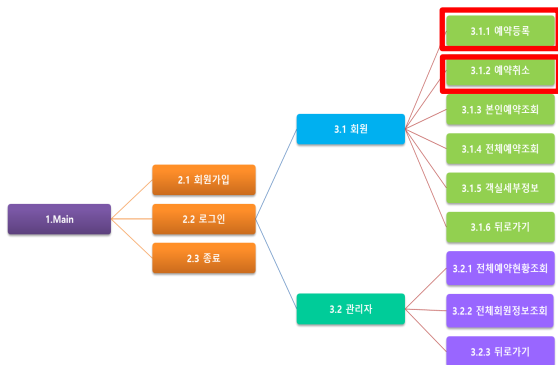 1.Main
2.1 회원가입
2.2 로그인
2.3 종료
3.1 회원
3.2 관리자
3.1.1 예약등록
3.1.2 예약취소
3.1.3 본인예약조회
3.1.4 전체예약조회
3.1.5 객실세부정보
3.1.6 뒤로가기
3.2.1 전체예약현황조회
3.2.2 전체회원정보조회
3.2.3 뒤로가기